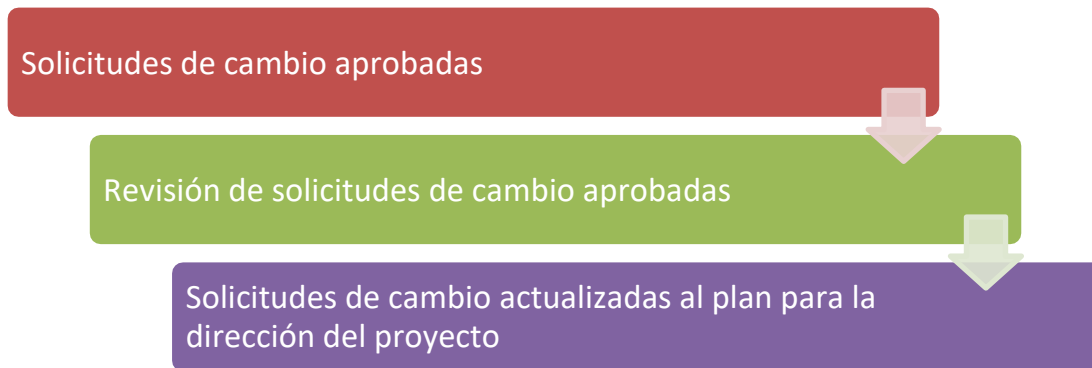 Solicitudes de cambio aprobadas
Revisión de solicitudes de cambio aprobadas
Solicitudes de cambio actualizadas al plan para la
dirección del proyecto